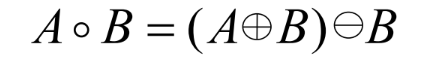 A ∘ B = (A⊕B)⊖B